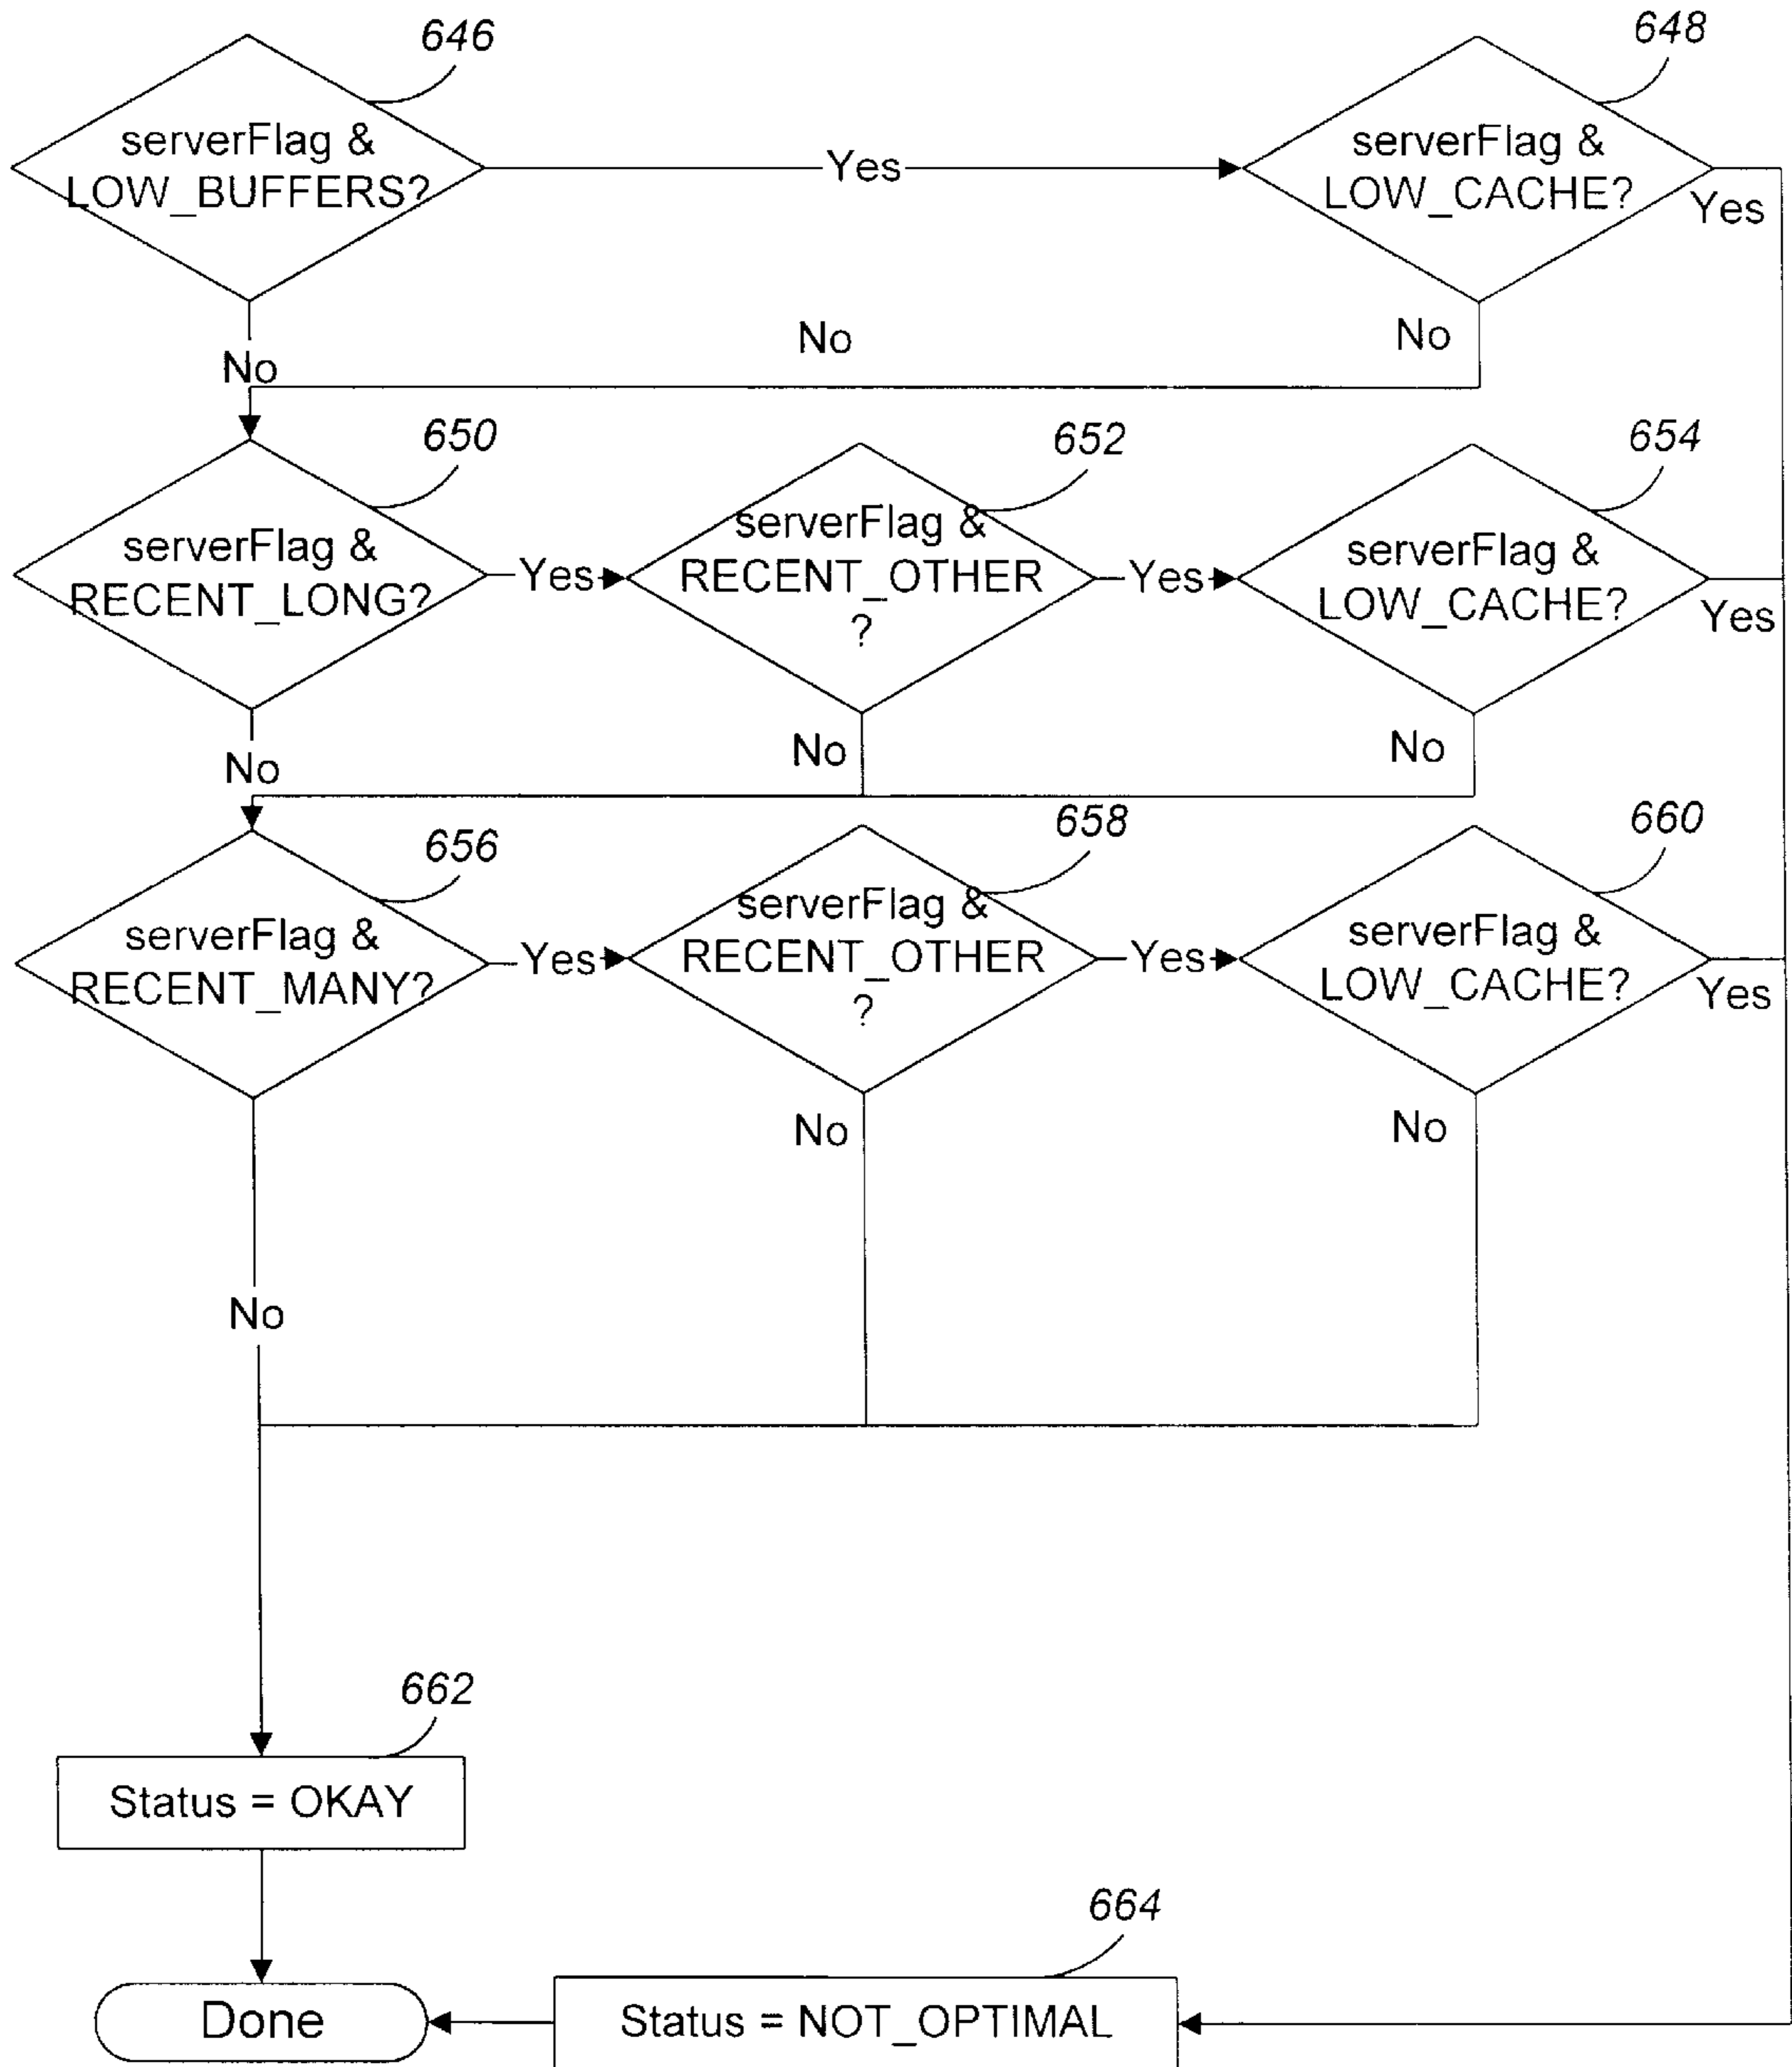 646
648
serverFlag &
LOW_BUFFERS?
Yes
serverFlag &
LOW_CACHE?
Yes
No
No
No
650
652
654
serverFlag &
RECENT_LONG?
Yes
serverFlag &
RECENT_OTHER
?
Yes
serverFlag &
LOW_CACHE?
Yes
No
No
No
656
658
660
serverFlag &
RECENT_MANY?
Yes
serverFlag &
RECENT_OTHER
?
Yes
serverFlag &
LOW_CACHE?
Yes
No
No
No
662
Status = OKAY
664
Done
Status = NOT_OPTIMAL